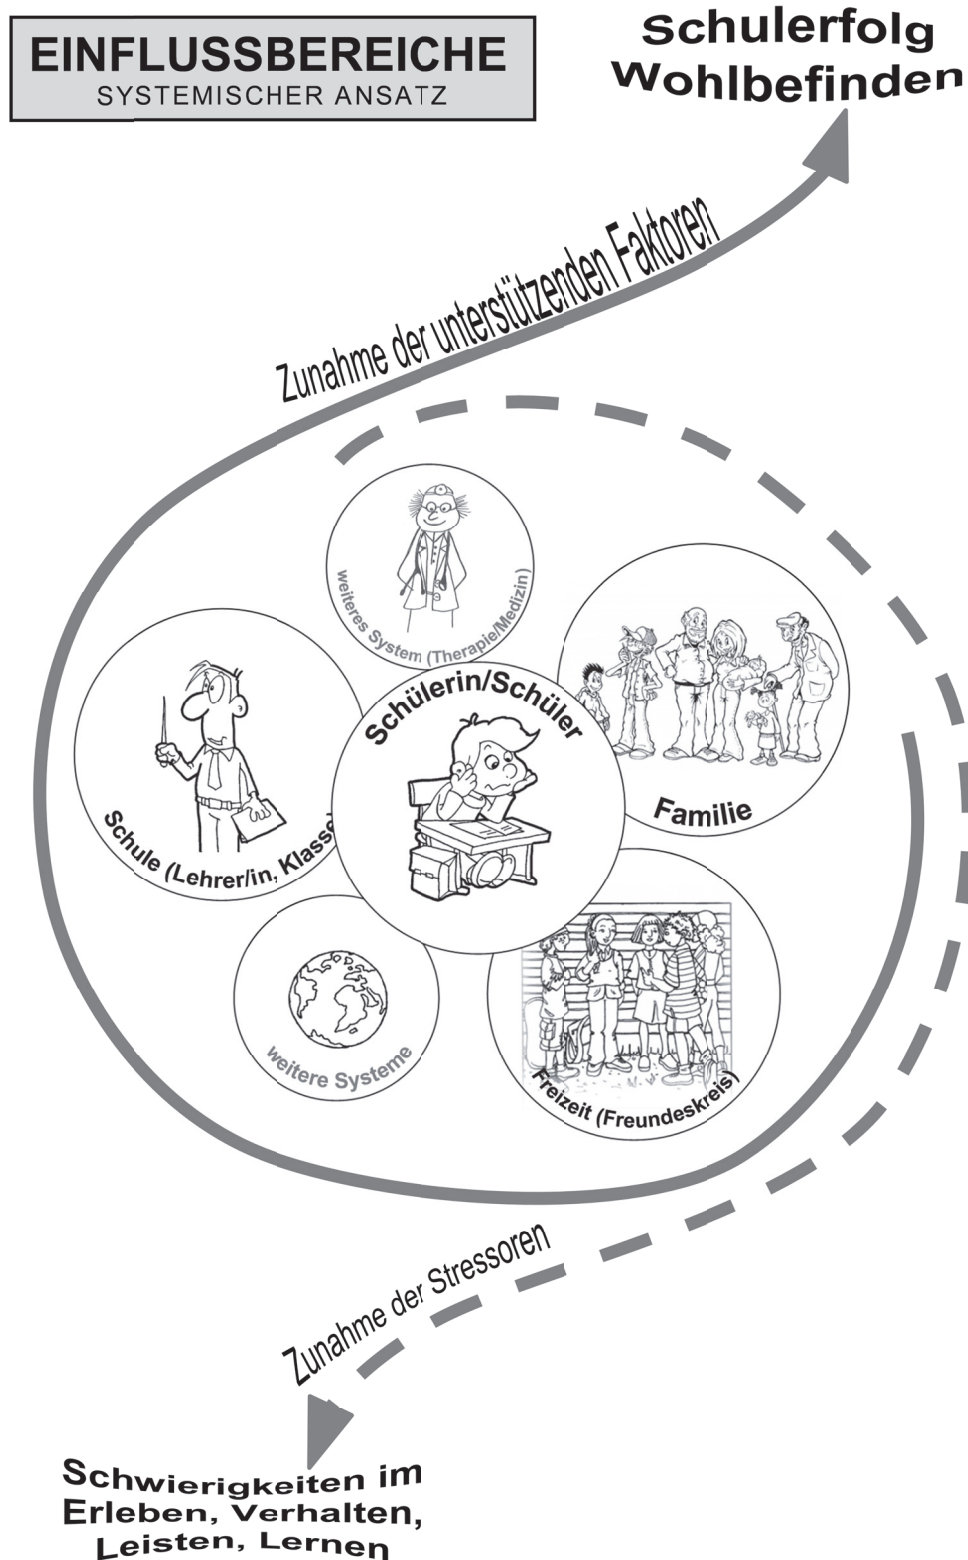 EINFLUSSBEREICHE
SYSTEMISCHER ANSATZ
Schulerfolg
Wohlbefinden
Zunahme der unterstützenden Faktoren
weiteres System (Therapie/Medizin)
Schülerin/Schüler
Familie
Schule (Lehrer/in, Klasse)
weitere Systeme
Freizeit (Freundeskreis)
Zunahme der Stressoren
Schwierigkeiten im
Erleben, Verhalten,
Leisten, Lernen